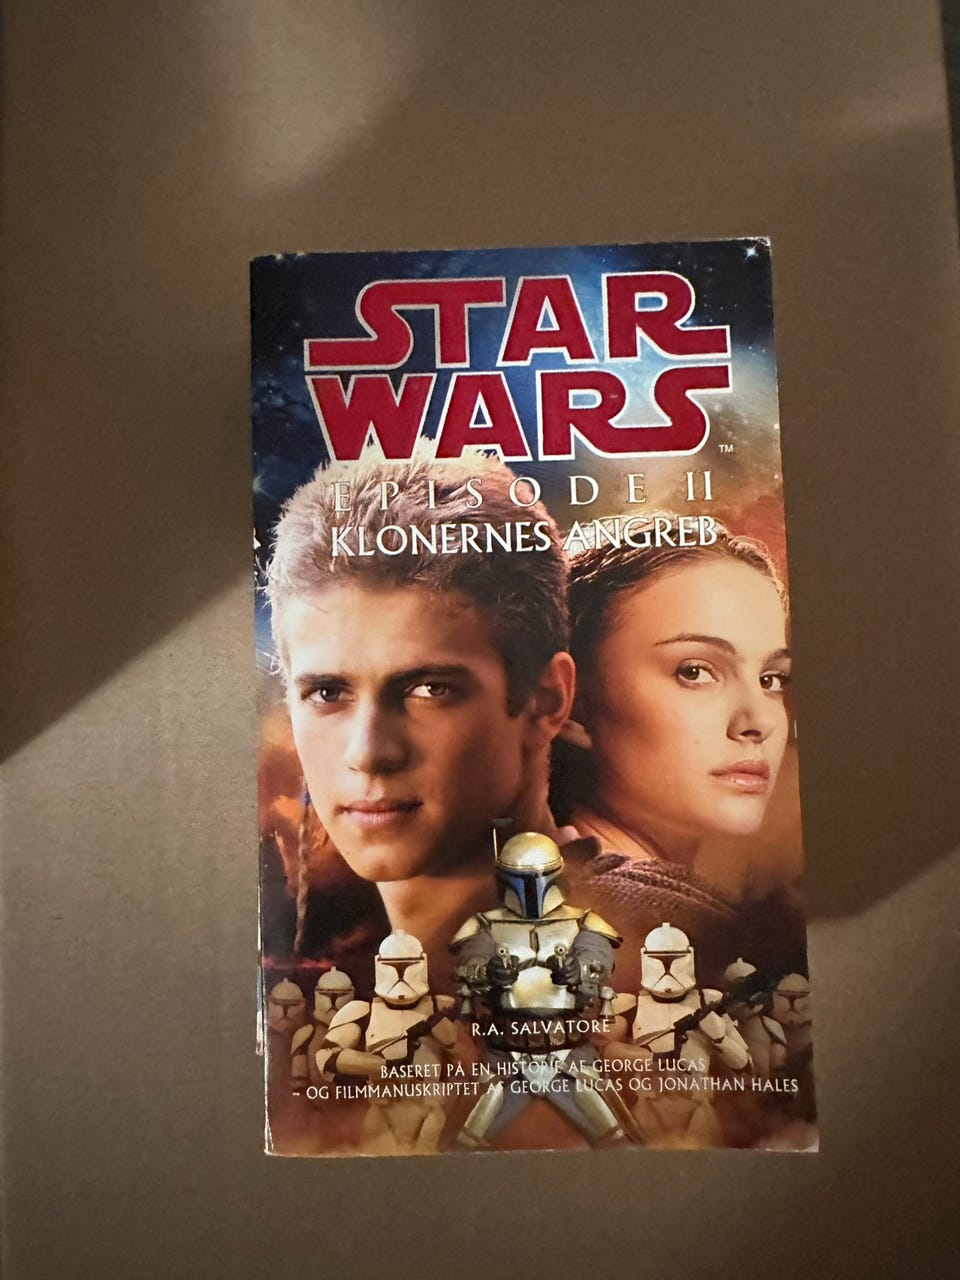 STAR
WARS
™
EPISODE II
KLONERNES ANGREB
R.A. SALVATORE
BASERET PÅ EN HISTORIE AF GEORGE LUCAS
- OG FILMMANUSKRIPTET AF GEORGE LUCAS OG JONATHAN HALES